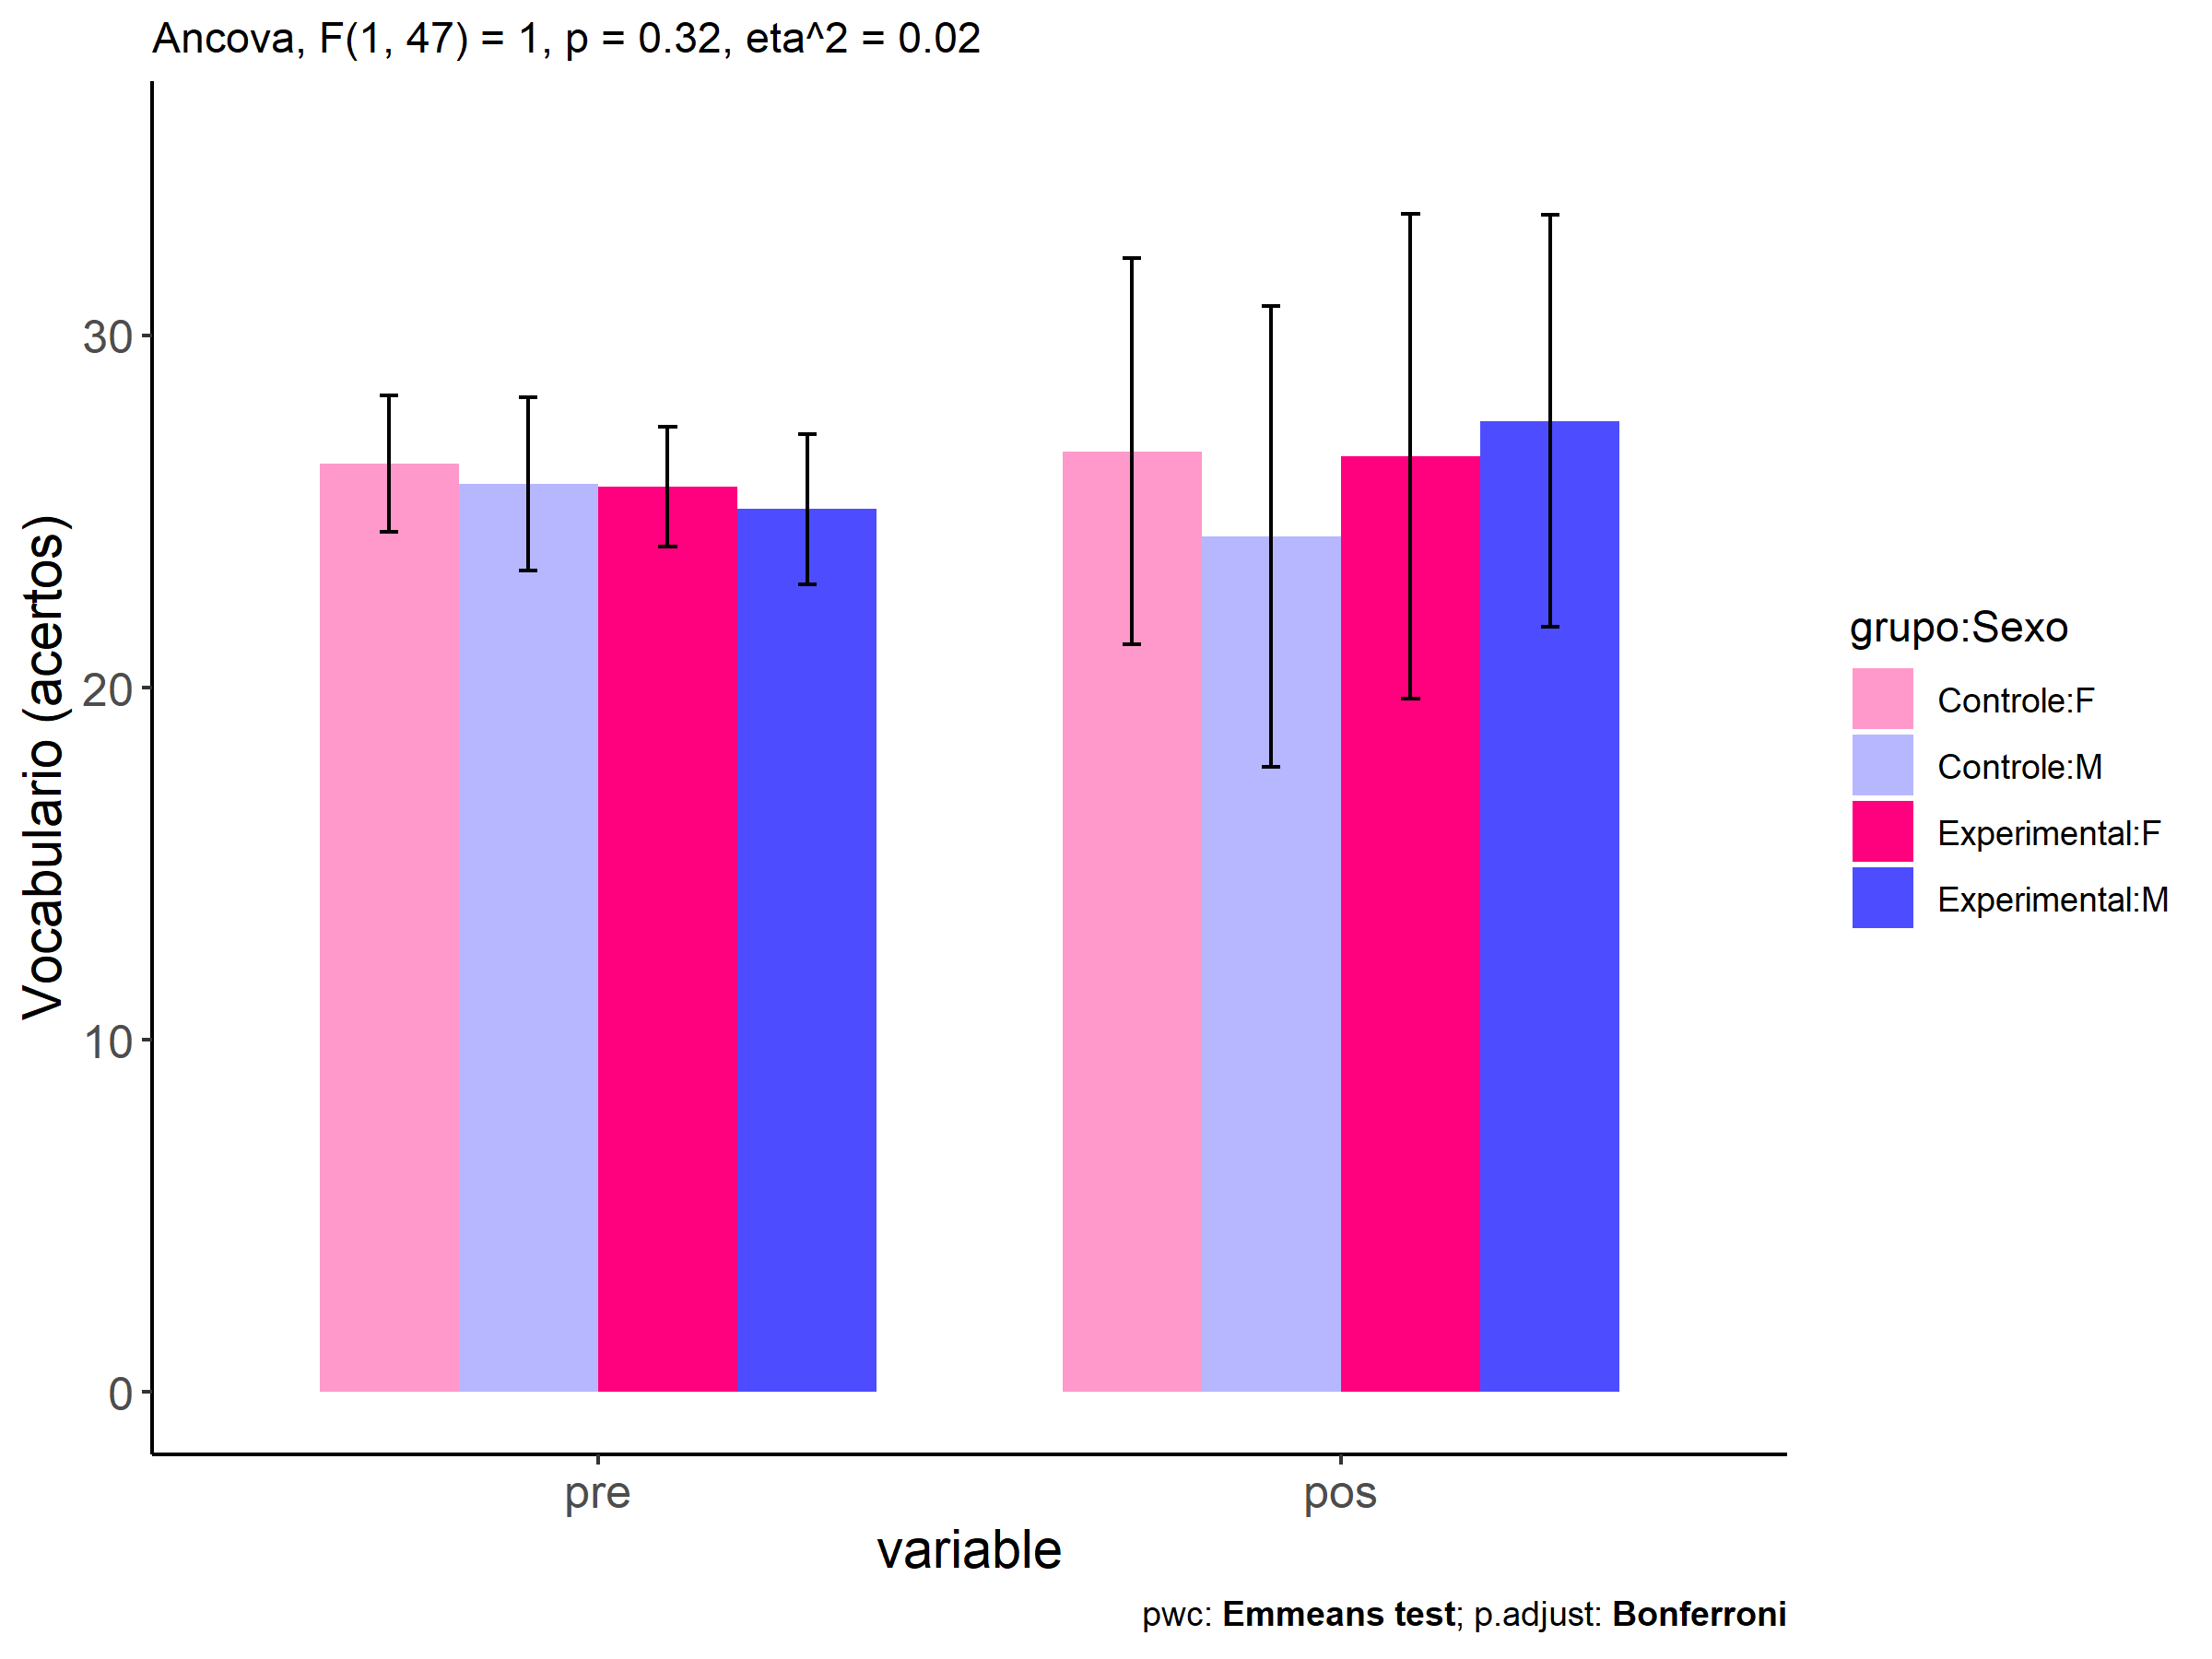 Ancova, F(1, 47) = 1, p = 0.32, eta^2 = 0.02
Vocabulario (acertos)
30
20
10
0
pre
pos
variable
grupo:Sexo
Controle:F
Controle:M
Experimental:F
Experimental:M
pwc: Emmeans test; p.adjust: Bonferroni